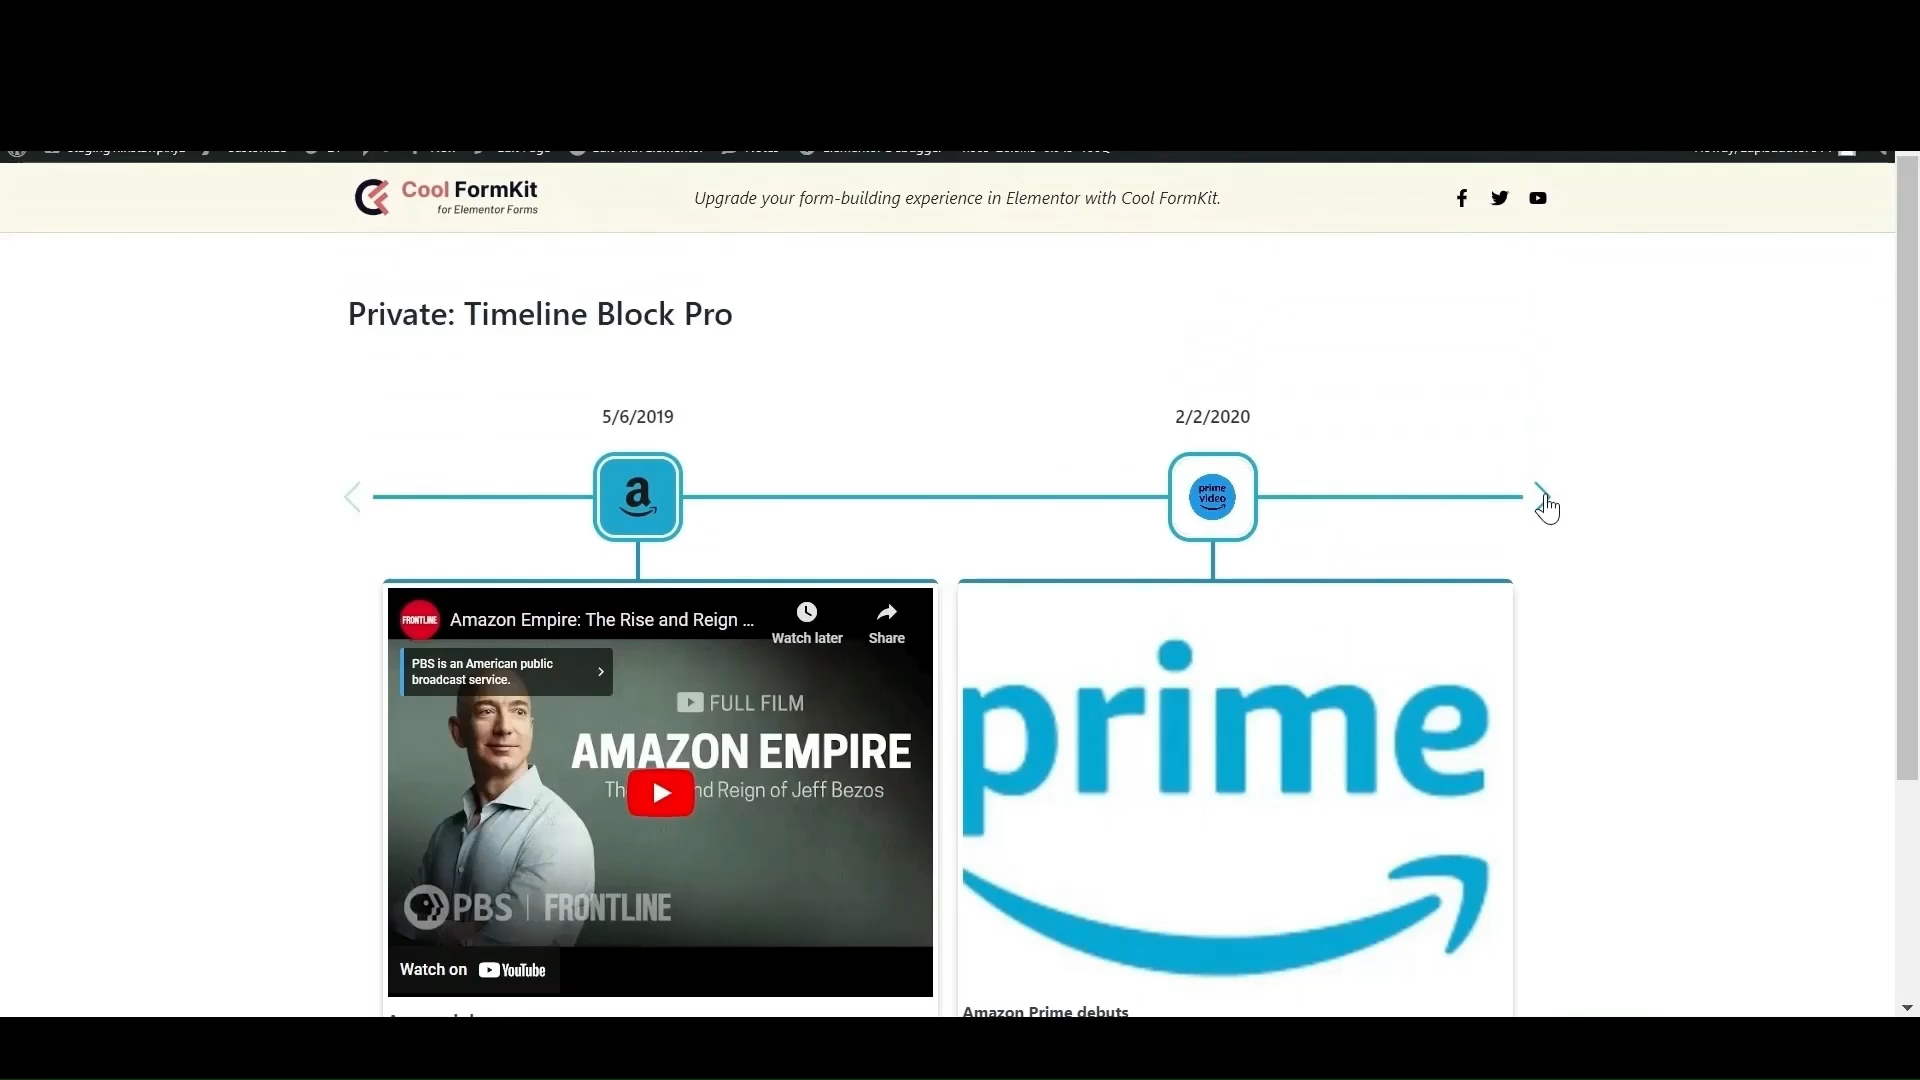 Cool FormKit
for Elementor Forms
Upgrade your form-building experience in Elementor with Cool FormKit.
Private: Timeline Block Pro
5/6/2019
2/2/2020
a
prime
video
FRONTLINE
Amazon Empire: The Rise and Reign ...
Watch later
Share
PBS is an American public
broadcast service.
FULL FILM
AMAZON EMPIRE
nd Reign of Jeff Bezos
PBS | FRONTLINE
Watch on YouTube
prime
Amazon Prime debuts